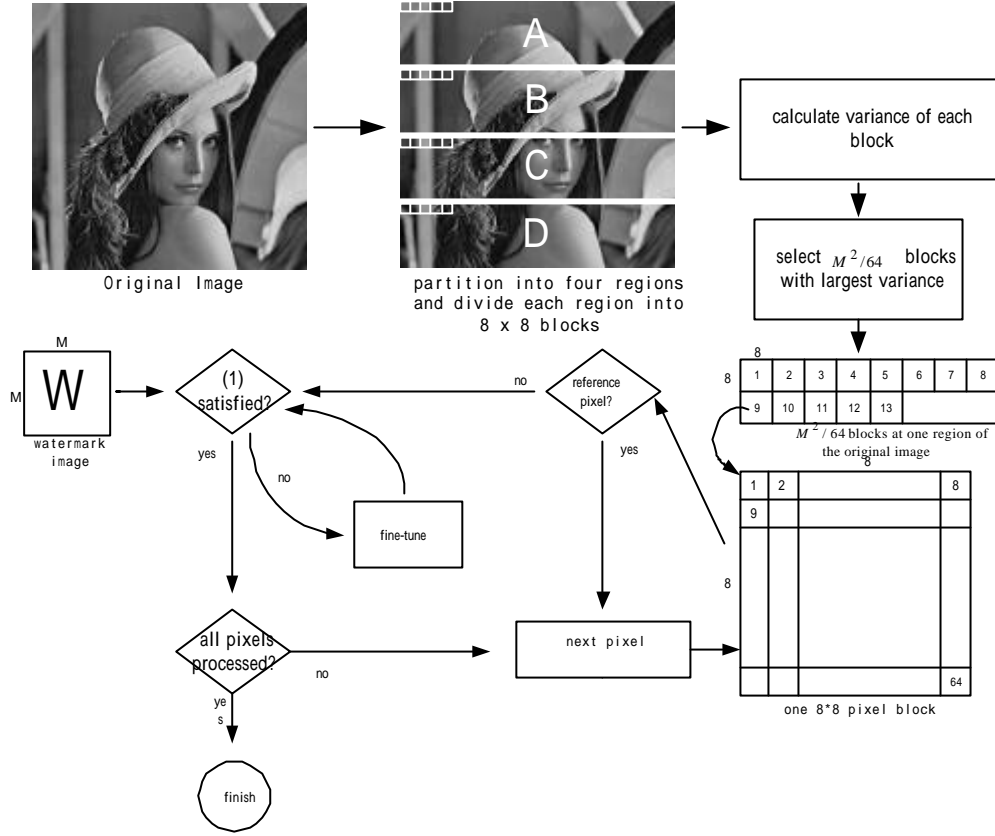 A
B
C
D
Original Image
partition into four regions
and divide each region into
8 x 8 blocks
calculate variance of each
block
select M²/64 blocks
with largest variance
8
8
1 2 3 4 5 6 7 8
9 10 11 12 13
M²/64 blocks at one region of
the original image
8
1 2 8
9
8
64
one 8*8 pixel block
M
M
W
watermark
image
(1)
satisfied?
no
reference
pixel?
yes
no
yes
fine-tune
all pixels
processed?
no
next pixel
ye
s
finish